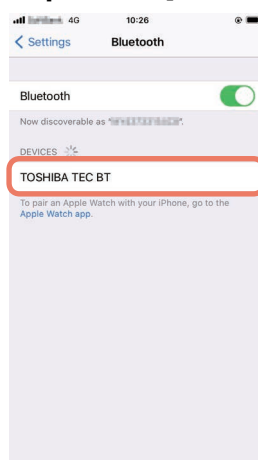 4G 10:26
Settings Bluetooth
Bluetooth
Now discoverable as "
DEVICES
TOSHIBA TEC BT
To pair an Apple Watch with your iPhone, go to the
Apple Watch app.